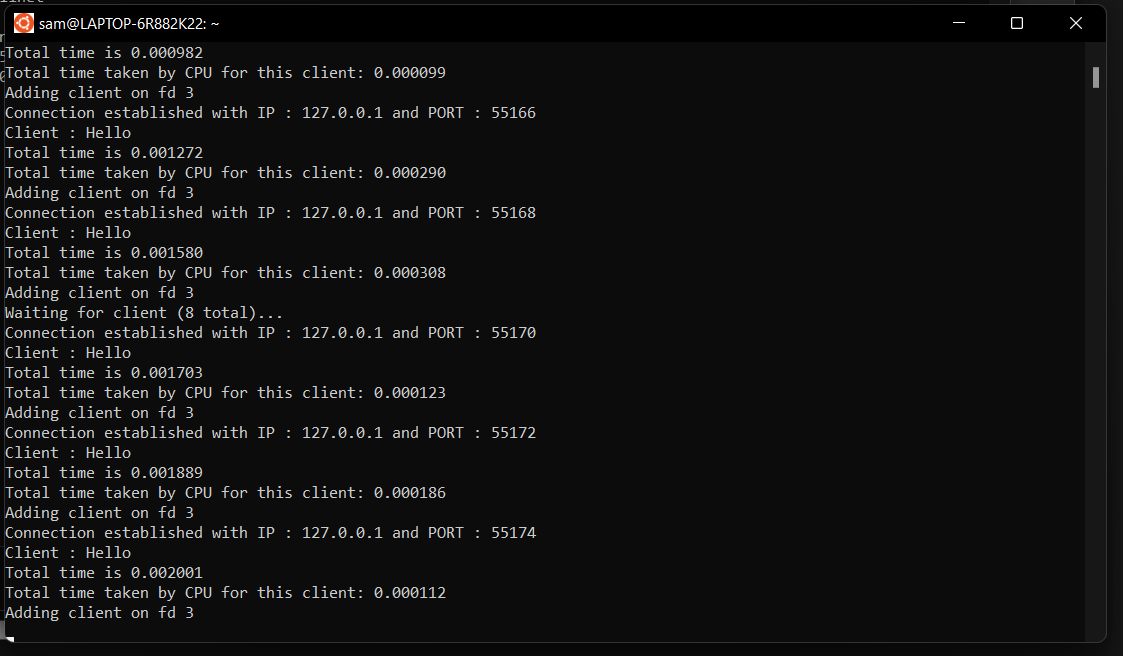 sam@LAPTOP-6R882K22: ~
Total time is 0.000982
Total time taken by CPU for this client: 0.000099
Adding client on fd 3
Connection established with IP : 127.0.0.1 and PORT : 55166
Client : Hello
Total time is 0.001272
Total time taken by CPU for this client: 0.000290
Adding client on fd 3
Connection established with IP : 127.0.0.1 and PORT : 55168
Client : Hello
Total time is 0.001580
Total time taken by CPU for this client: 0.000308
Adding client on fd 3
Waiting for client (8 total)...
Connection established with IP : 127.0.0.1 and PORT : 55170
Client : Hello
Total time is 0.001703
Total time taken by CPU for this client: 0.000123
Adding client on fd 3
Connection established with IP : 127.0.0.1 and PORT : 55172
Client : Hello
Total time is 0.001889
Total time taken by CPU for this client: 0.000186
Adding client on fd 3
Connection established with IP : 127.0.0.1 and PORT : 55174
Client : Hello
Total time is 0.002001
Total time taken by CPU for this client: 0.000112
Adding client on fd 3